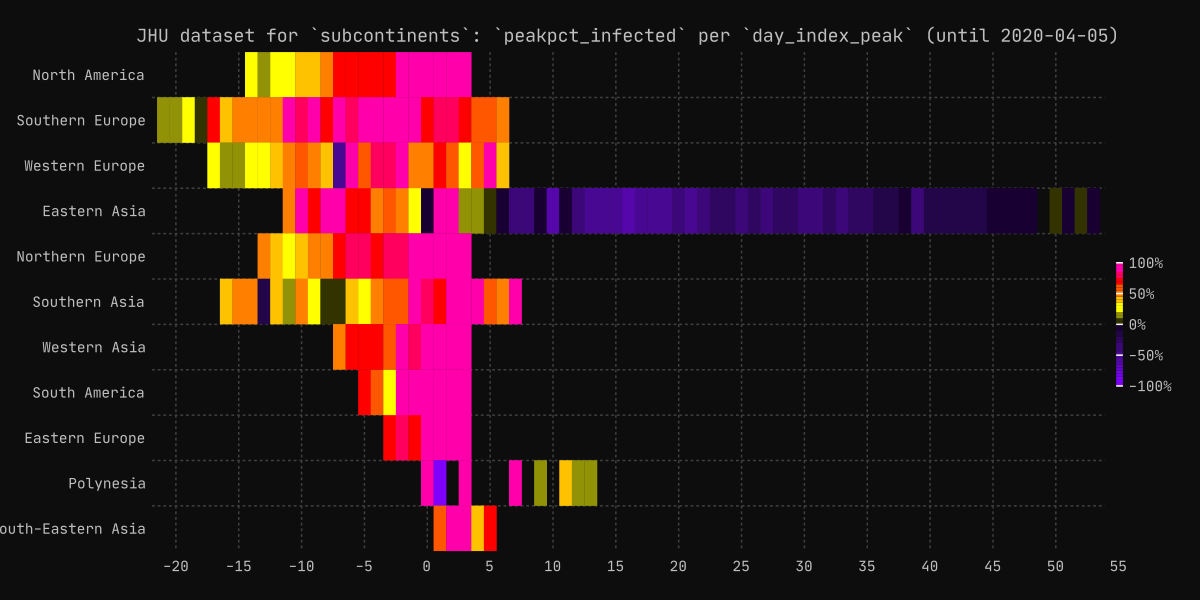 JHU dataset for `subcontinents`: `peakpct_infected` per `day_index_peak` (until 2020-04-05)
North America
Southern Europe
Western Europe
Eastern Asia
Northern Europe
Southern Asia
Western Asia
South America
Eastern Europe
Polynesia
outh-Eastern Asia
100%
50%
0%
−50%
−100%
−20 −15 −10 −5 0 5 10 15 20 25 30 35 40 45 50 55